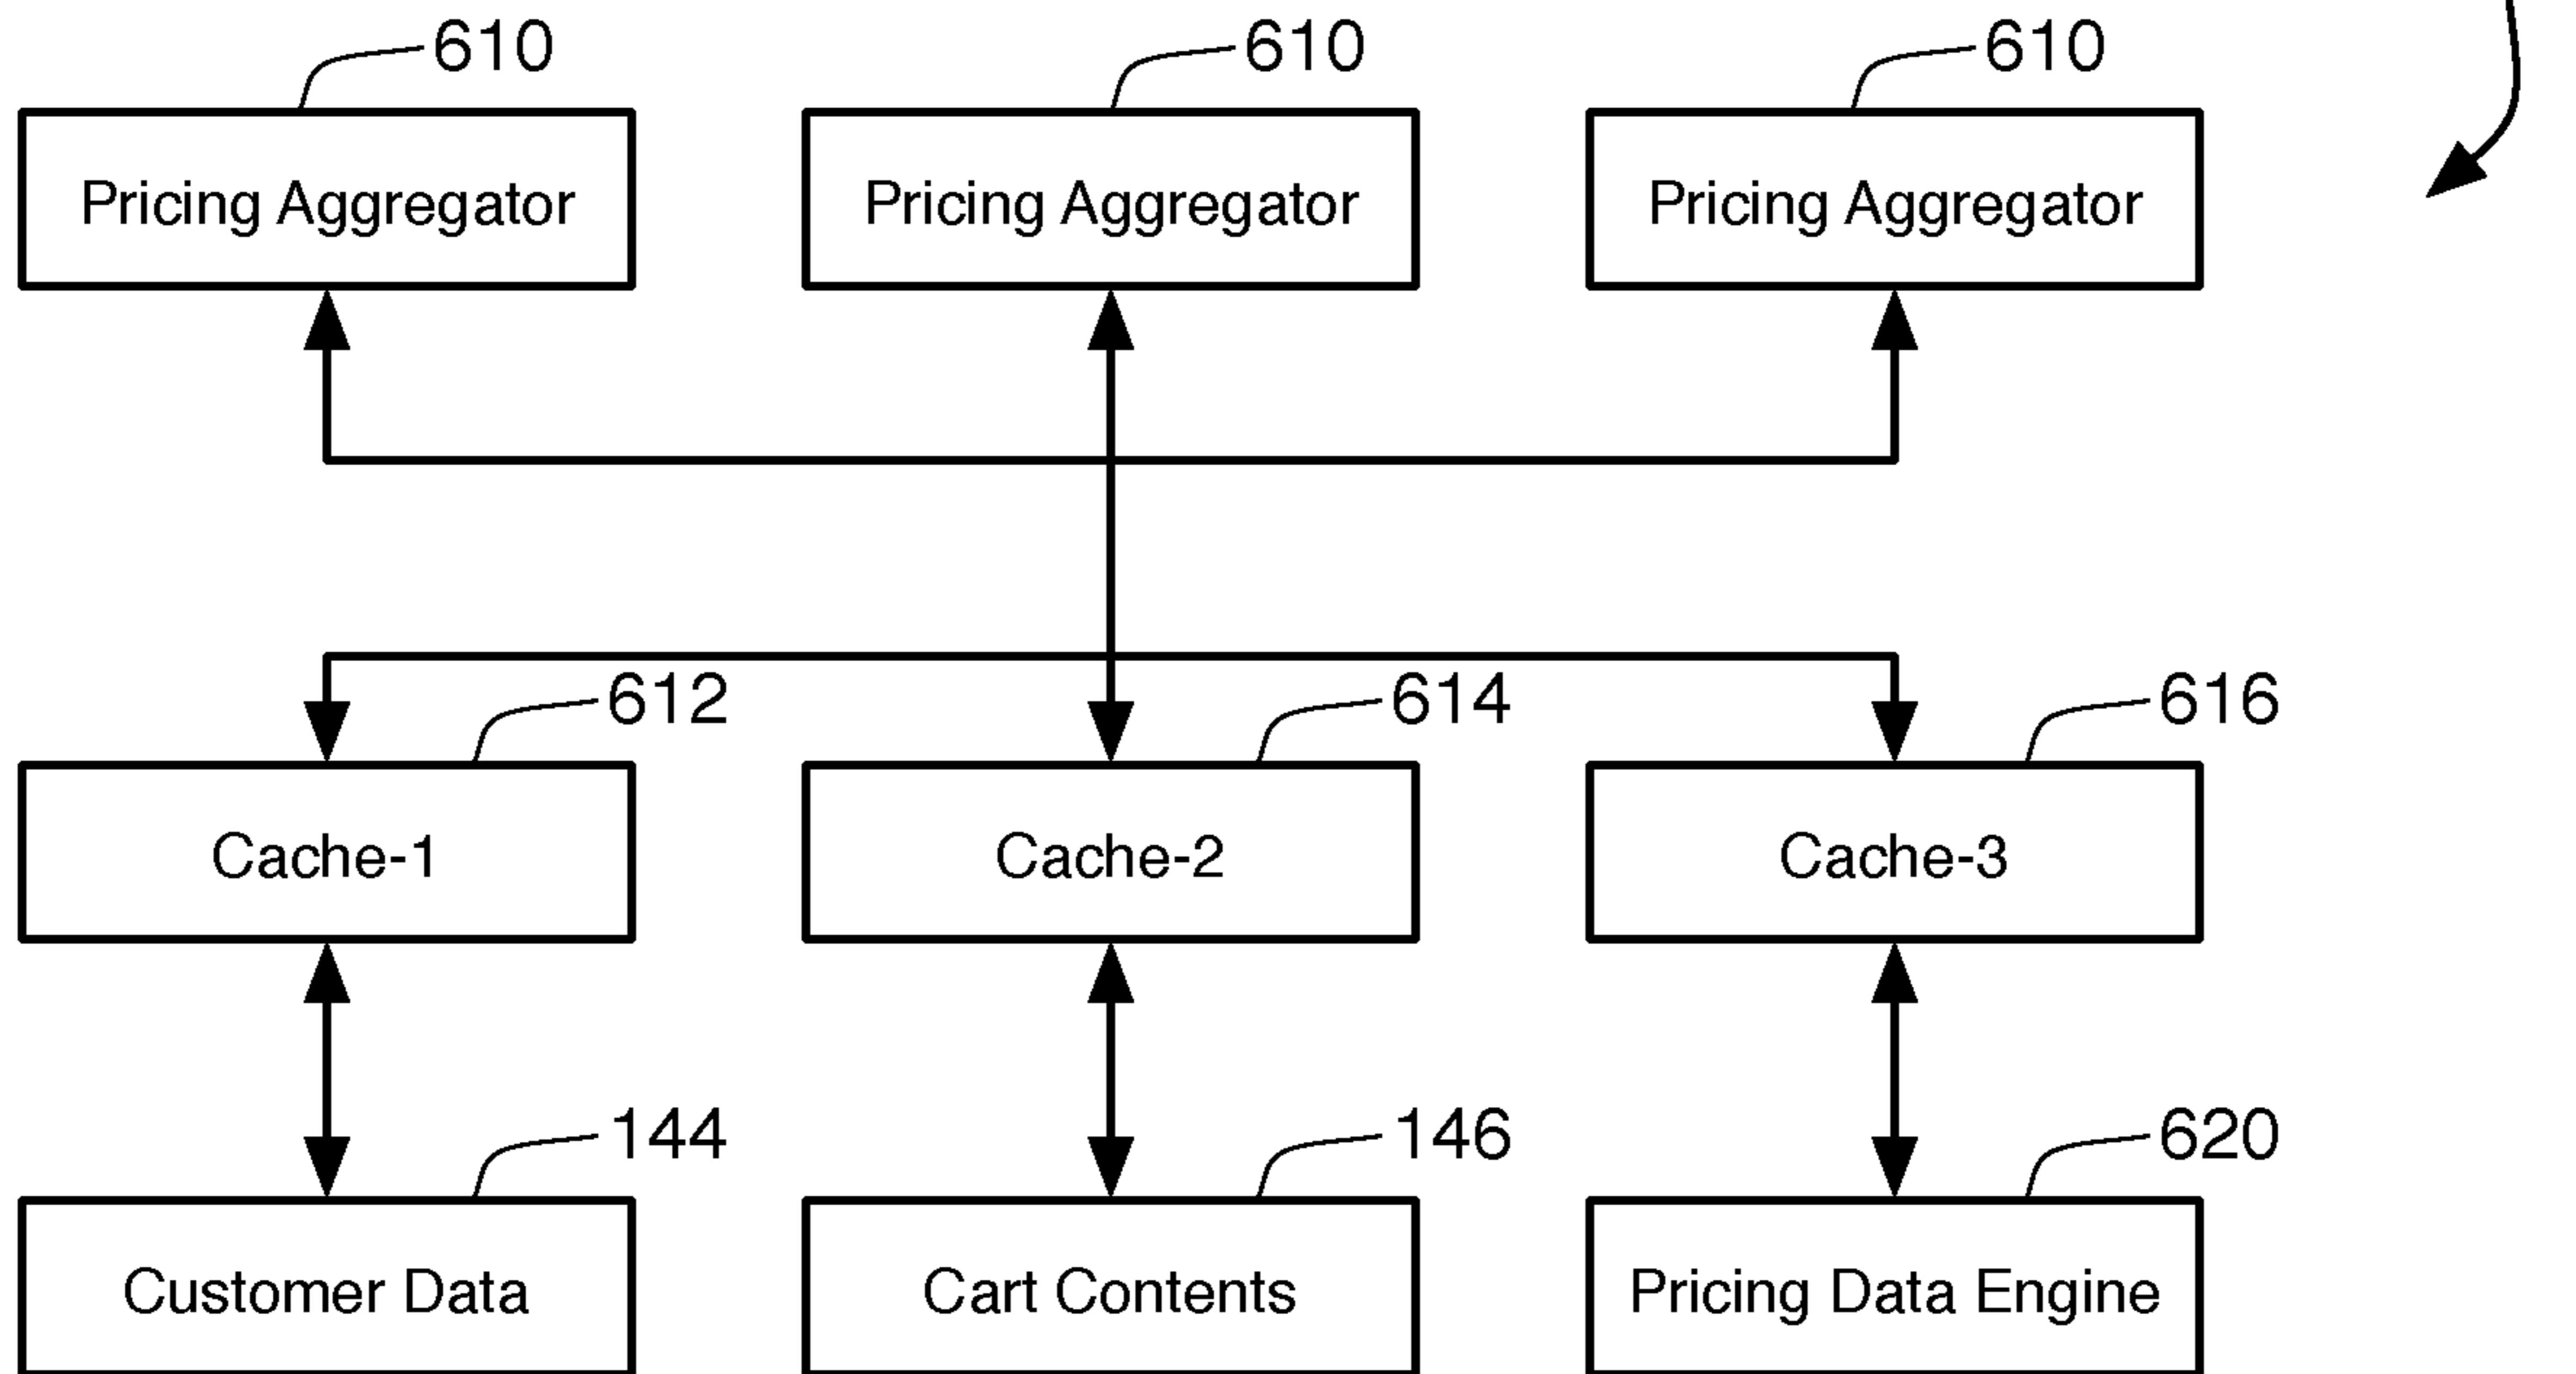 610
610
610
Pricing Aggregator
Pricing Aggregator
Pricing Aggregator
612
614
616
Cache-1
Cache-2
Cache-3
144
146
620
Customer Data
Cart Contents
Pricing Data Engine